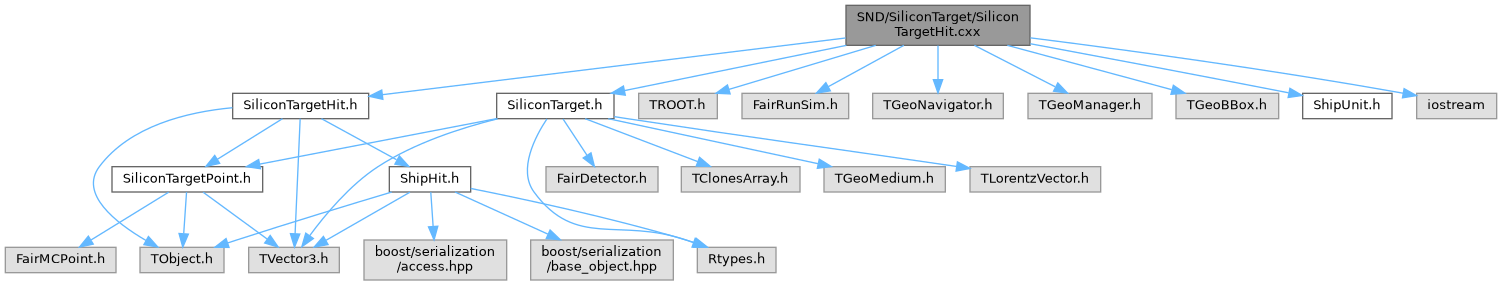 SND/SiliconTarget/Silicon
TargetHit.cxx
SiliconTargetHit.h
SiliconTarget.h
TROOT.h
FairRunSim.h
TGeoNavigator.h
TGeoManager.h
TGeoBBox.h
ShipUnit.h
iostream
SiliconTargetPoint.h
ShipHit.h
FairDetector.h
TClonesArray.h
TGeoMedium.h
TLorentzVector.h
FairMCPoint.h
TObject.h
TVector3.h
boost/serialization
/access.hpp
boost/serialization
/base_object.hpp
Rtypes.h